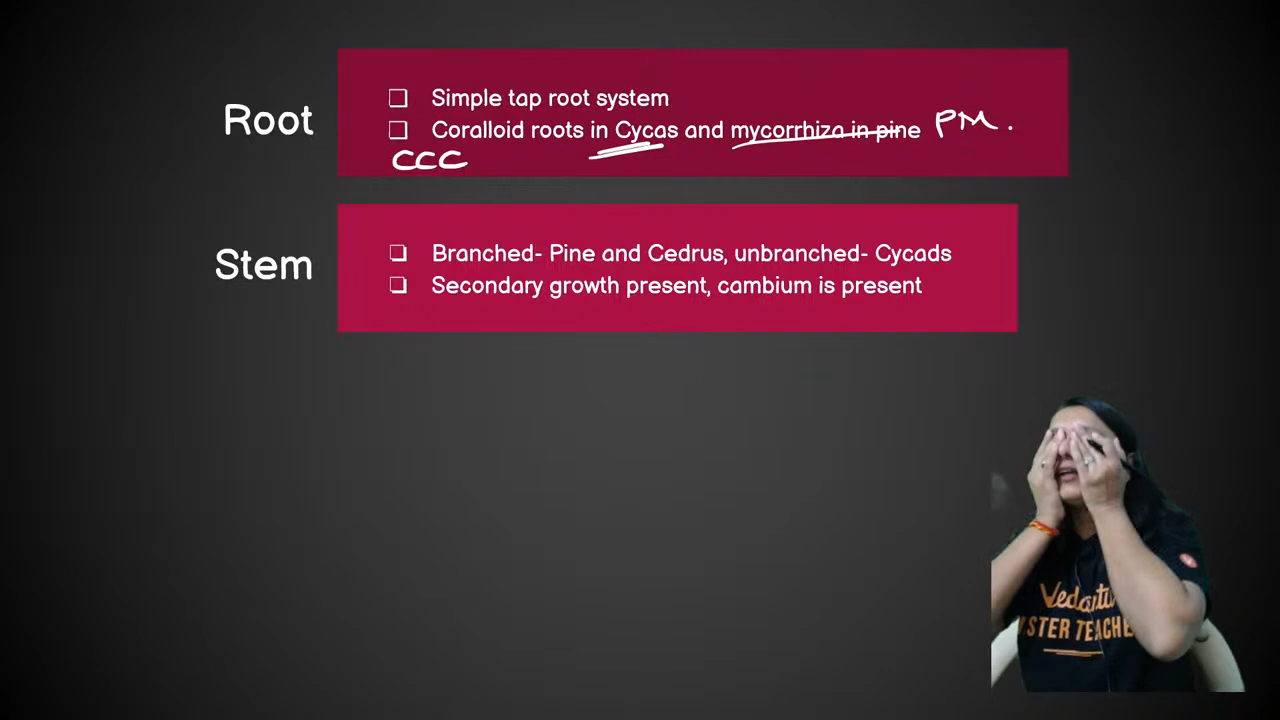 Root
❏ Simple tap root system
❏ Coralloid roots in Cycas and mycorrhiza in pine PM.
CCC
Stem
❏ Branched- Pine and Cedrus, unbranched- Cycads
❏ Secondary growth present, cambium is present